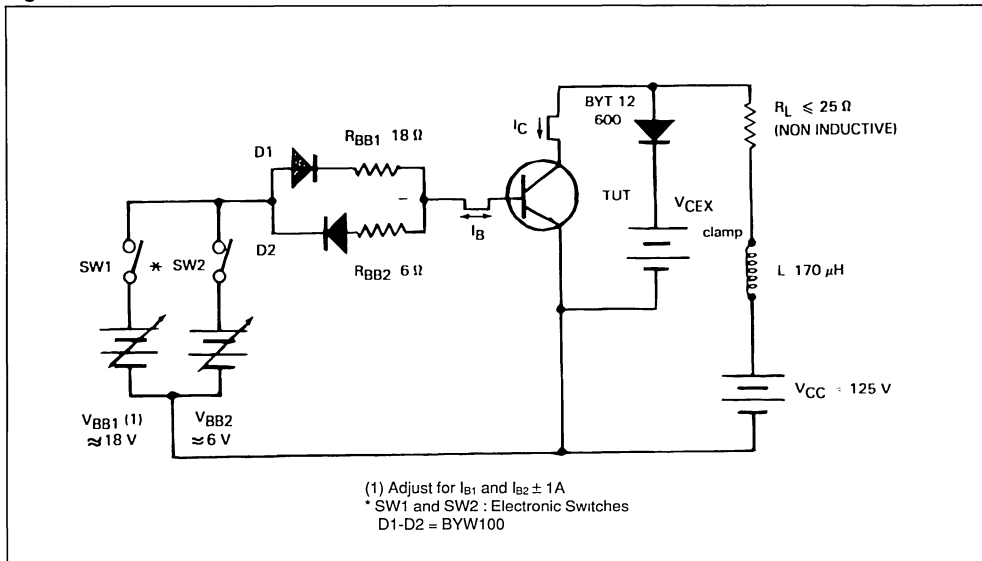 BYT 12
600
R_L ≤ 25 Ω
(NON INDUCTIVE)
I_C
D1
R_BB1 18 Ω
–
TUT
V_CEX
clamp
I_B
D2
R_BB2 6 Ω
SW1
*
SW2
L 170 μH
V_CC = 125 V
V_BB1 (1)
≈18 V
V_BB2
≈6 V
(1) Adjust for I_B1 and I_B2 ± 1A
* SW1 and SW2 : Electronic Switches
D1-D2 = BYW100